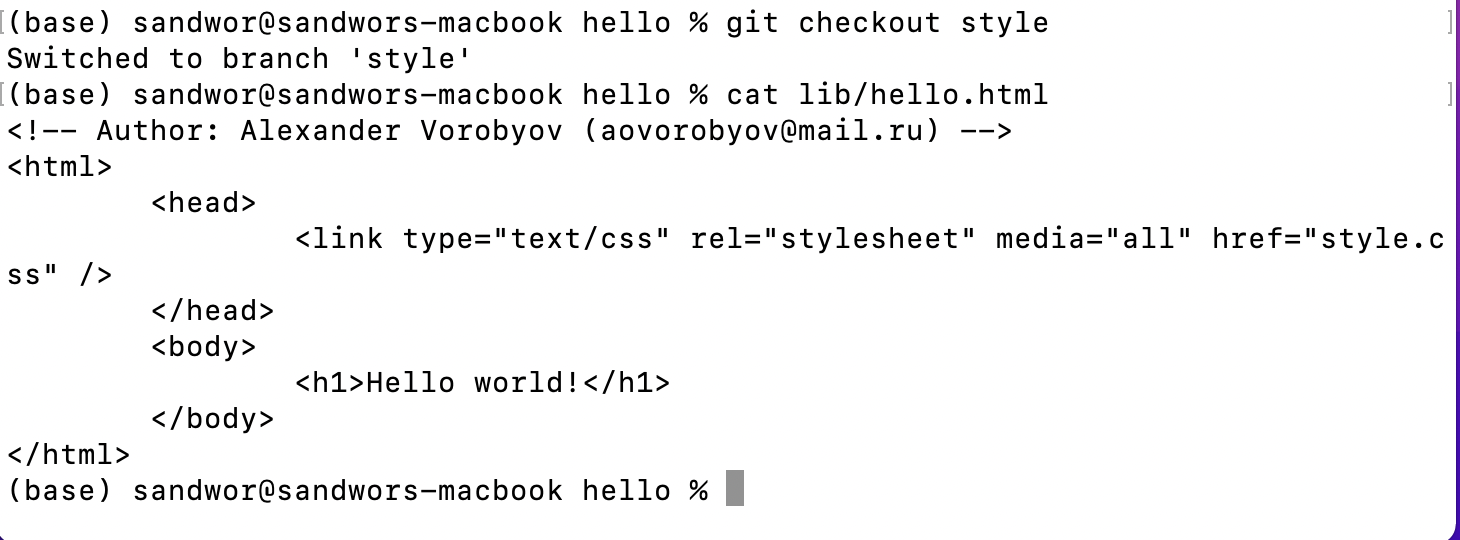 (base) sandwor@sandwors-macbook hello % git checkout style
Switched to branch 'style'
(base) sandwor@sandwors-macbook hello % cat lib/hello.html
<!-- Author: Alexander Vorobyov (aovorobyov@mail.ru) -->
<html>
        <head>
                <link type="text/css" rel="stylesheet" media="all" href="style.c
ss" />
        </head>
        <body>
                <h1>Hello world!</h1>
        </body>
</html>
(base) sandwor@sandwors-macbook hello %